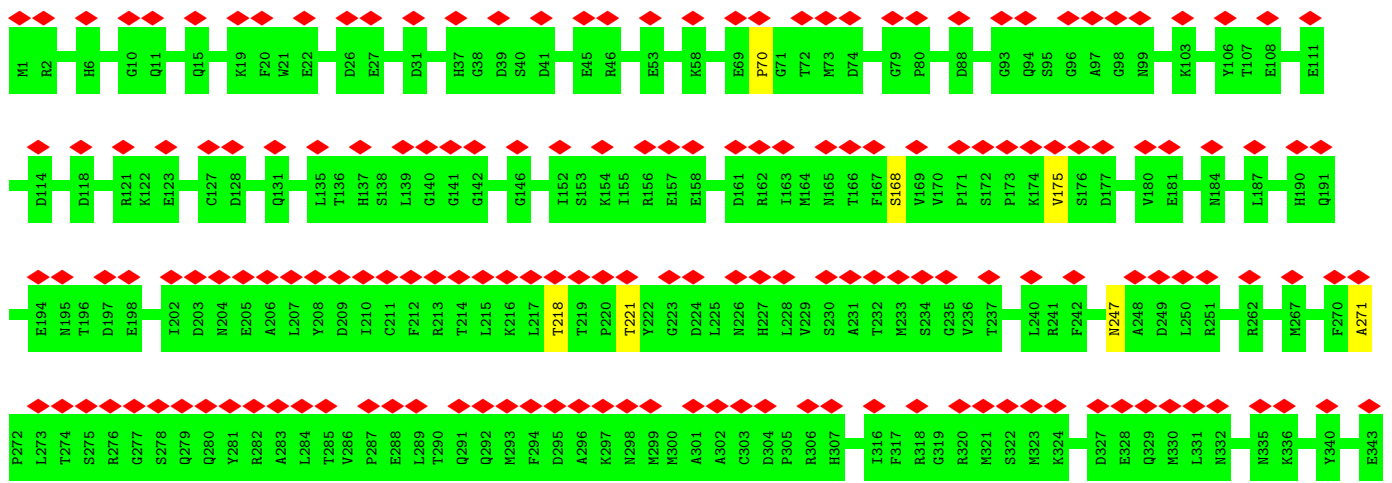 M1 R2 H6 G10 Q11 Q15 K19 F20 W21 E22 D26 E27 D31 H37 G38 D39 S40 D41 E45 R46 E53 K58 E69 P70 G71 T72 M73 D74 G79 P80 D88 G93 Q94 S95 G96 A97 G98 N99 K103 Y106 T107 E108 E111
D114 D118 R121 K122 E123 C127 D128 Q131 L135 T136 H137 S138 L139 G140 G141 G142 G146 I152 S153 K154 I155 R156 E157 E158 D161 R162 I163 M164 N165 T166 F167 S168 V169 V170 P171 S172 P173 K174 V175 S176 D177 V180 E181 N184 L187 H190 Q191
E194 N195 T196 D197 E198 I202 D203 N204 E205 A206 L207 Y208 D209 I210 C211 F212 R213 T214 L215 K216 L217 T218 T219 P220 T221 Y222 G223 D224 L225 N226 H227 L228 V229 S230 A231 T232 M233 S234 G235 V236 T237 L240 R241 F242 N247 A248 D249 L250 R251 R262 M267 F270 A271
P272 L273 T274 S275 R276 G277 S278 Q279 Q280 Y281 R282 A283 L284 T285 V286 P287 E288 L289 T290 Q291 Q292 M293 F294 D295 A296 K297 N298 M299 M300 A301 A302 C303 D304 P305 R306 H307 I316 F317 R318 G319 R320 M321 S322 M323 K324 D327 E328 Q329 M330 L331 N332 N335 K336 Y340 E343